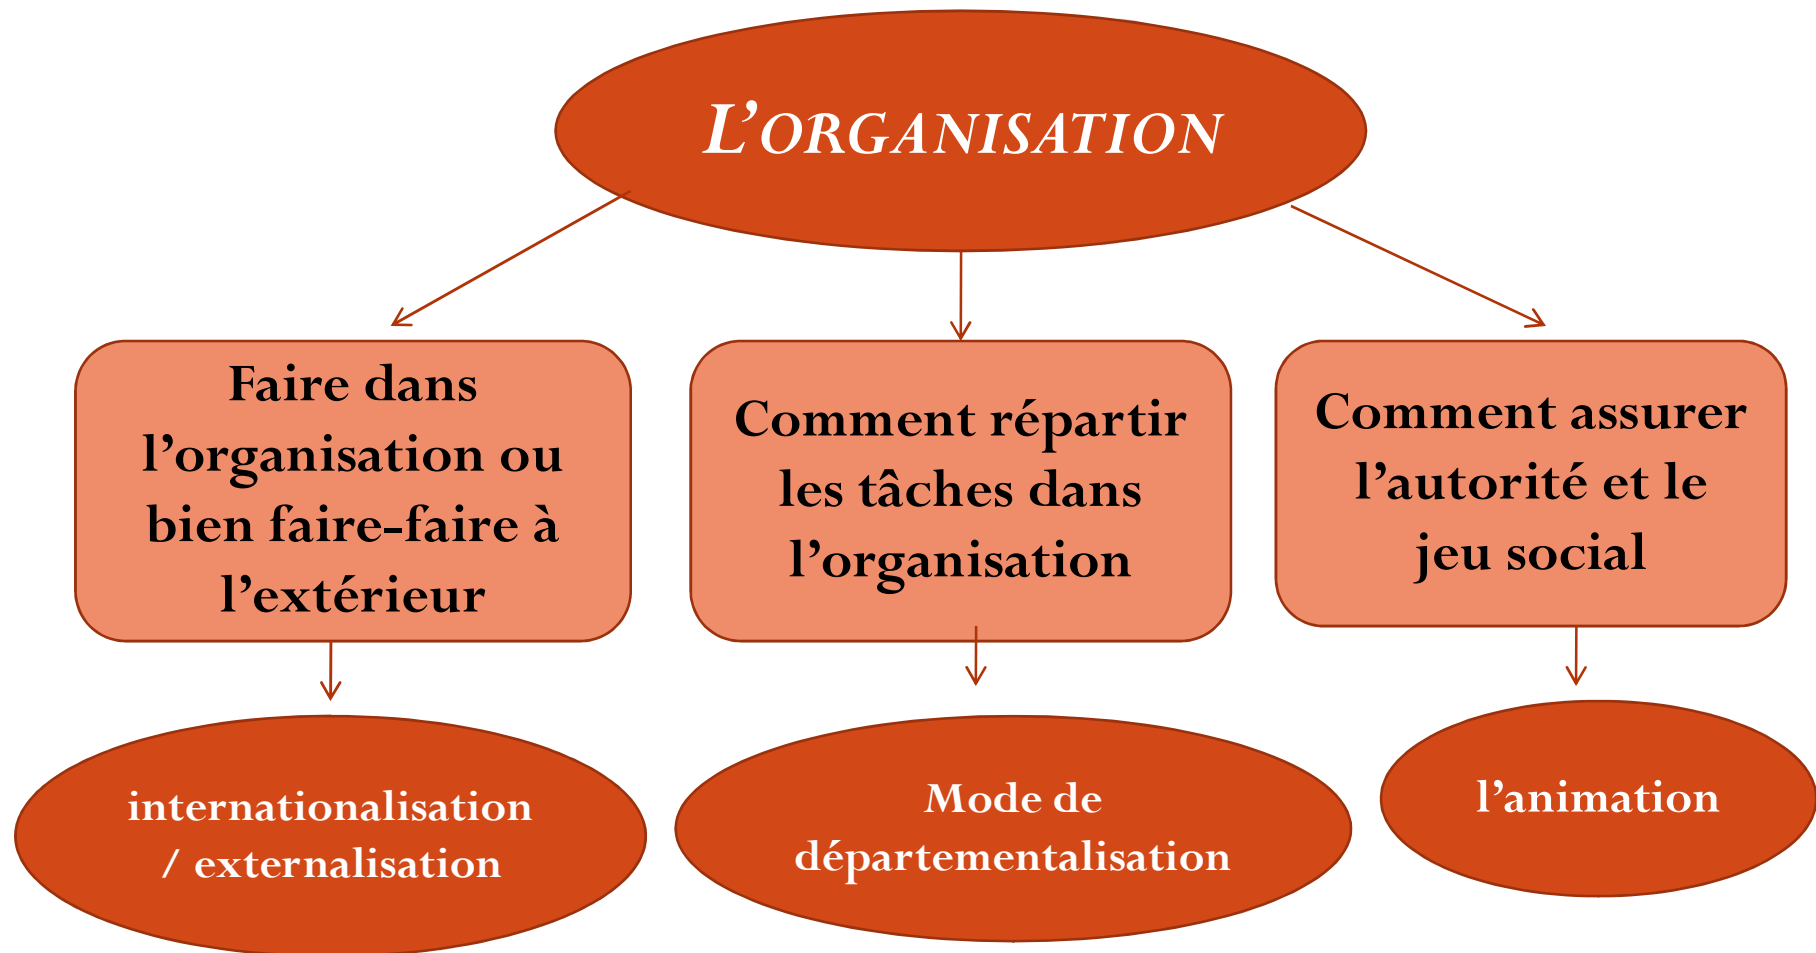 L’ORGANISATION
Faire dans
l’organisation ou
bien faire-faire à
l’extérieur
Comment répartir
les tâches dans
l’organisation
Comment assurer
l’autorité et le
jeu social
internationalisation
/ externalisation
Mode de
départementalisation
l’animation